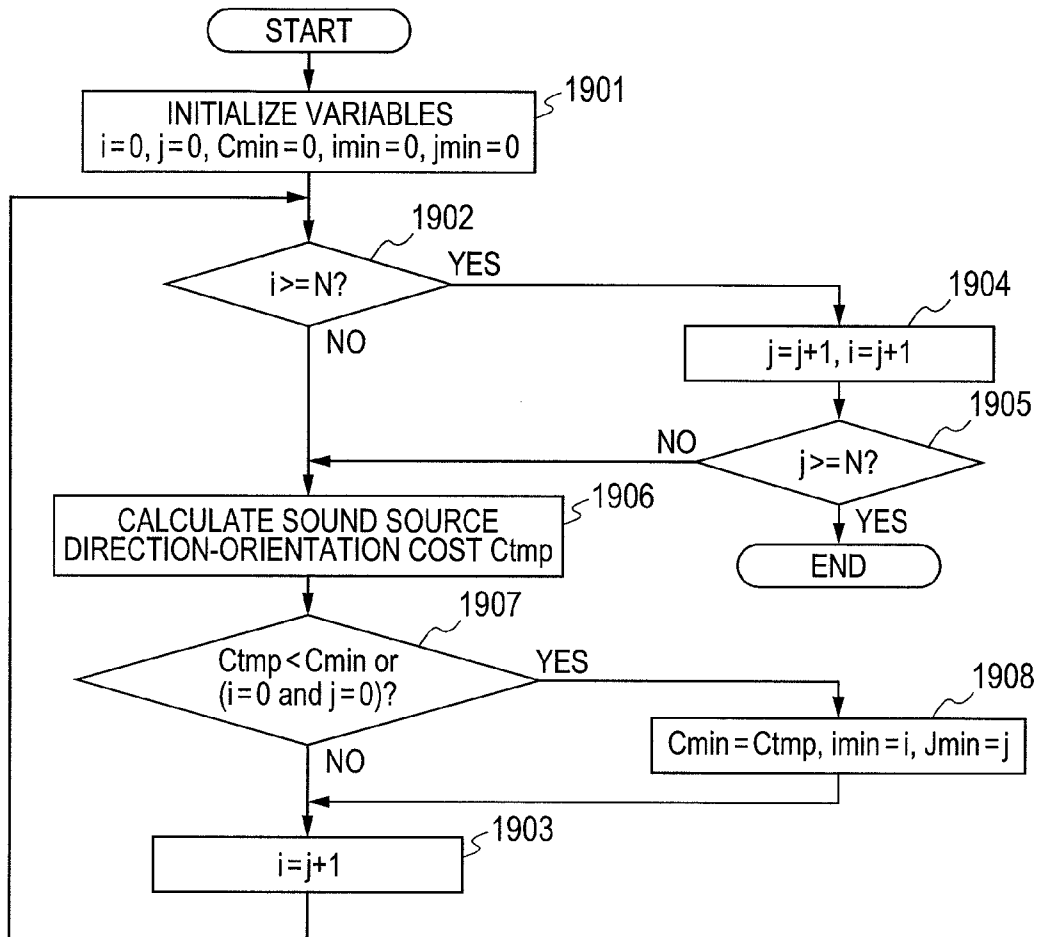 START
1901
INITIALIZE VARIABLES
i=0, j=0, Cmin=0, imin=0, jmin=0
1902
i>=N?
YES
NO
1904
j=j+1, i=j+1
1905
j>=N?
NO
YES
END
1906
CALCULATE SOUND SOURCE
DIRECTION-ORIENTATION COST Ctmp
1907
Ctmp<Cmin or
(i=0 and j=0)?
YES
NO
1908
Cmin=Ctmp, imin=i, Jmin=j
1903
i=j+1